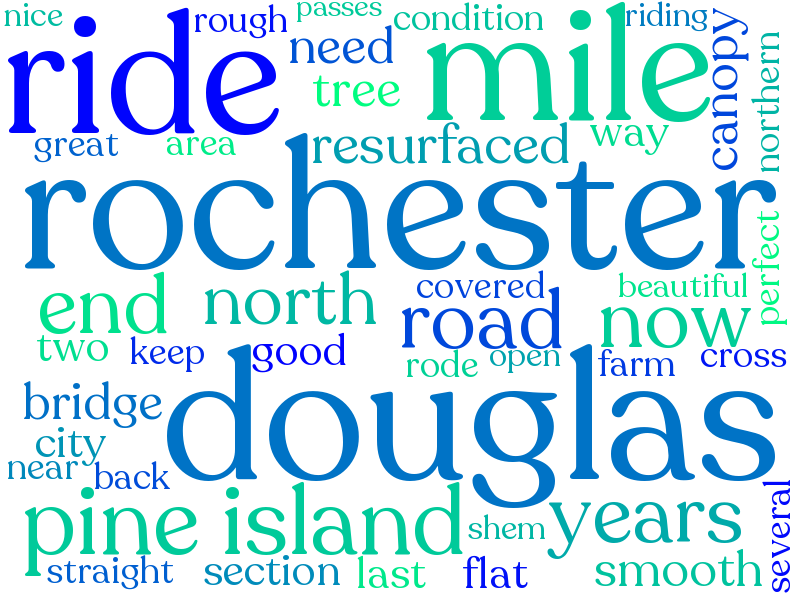 nice rough passes condition riding
ride need mile canopy northern
tree
great area resurfaced way
rochester
end north covered beautiful perfect
road now
two keep good rode open farm cross
bridge douglas
city
near back
pine island shem years several
straight section last flat smooth